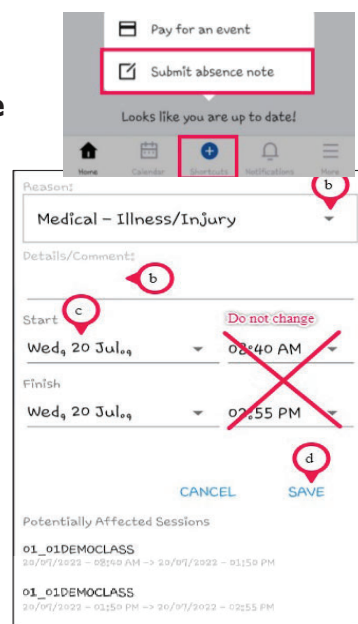 Pay for an event
Submit absence note
e
Looks like you are up to date!
Home Calendar Shortcuts Notifications More
Reason:
b
Medical – Illness/Injury
Details/Comment:
b
c
Start
Do not change
Wed, 20 Jul., 08:40 AM
Finish
Wed, 20 Jul., 02:55 PM
d
CANCEL SAVE
Potentially Affected Sessions
01_01DEMOCLASS
20/07/2022 – 08:40 AM –> 20/07/2022 – 01:50 PM
01_01DEMOCLASS
20/07/2022 – 01:50 PM –> 20/07/2022 – 02:55 PM